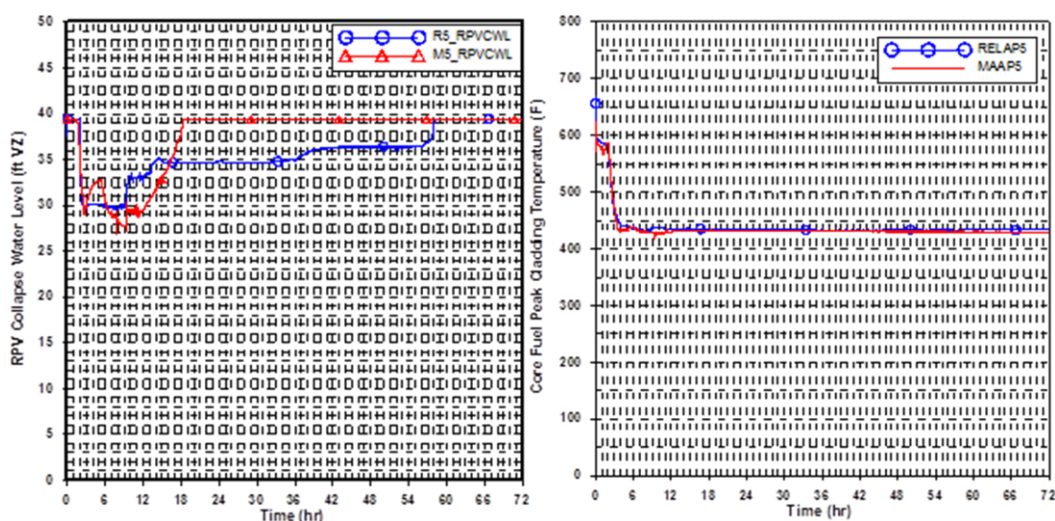 50
45
40
35
30
25
20
15
10
5
0
RPV Collapse Water Level (ft VZ)
R5_RPVCWL
M5_RPVCWL
0 6 12 18 24 30 36 42 48 54 60 66 72
Time (hr)
800
700
600
500
400
300
200
100
0
Core Fuel Peak Cladding Temperature (F)
RELAP5
MAAP5
0 6 12 18 24 30 36 42 48 54 60 66 72
Time (hr)